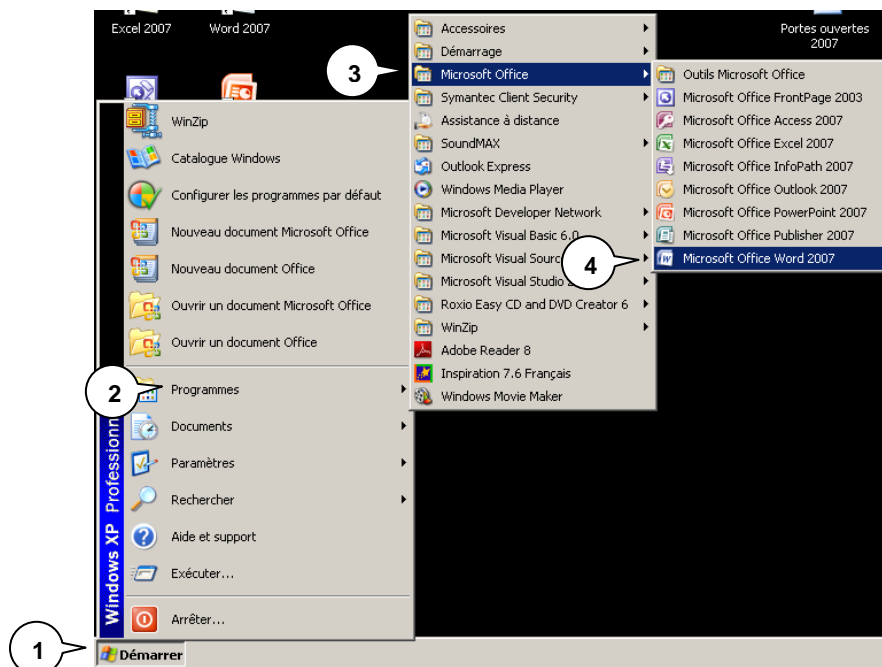 Excel 2007
Word 2007
Portes ouvertes
2007
WinZip
Catalogue Windows
Configurer les programmes par défaut
Nouveau document Microsoft Office
Nouveau document Office
Ouvrir un document Microsoft Office
Ouvrir un document Office
2
Programmes
Documents
Paramètres
Rechercher
Aide et support
Exécuter...
Arrêter...
Windows XP Professionn
1
Démarrer
3
Accessoires
Démarrage
Microsoft Office
Symantec Client Security
Assistance à distance
SoundMAX
Outlook Express
Windows Media Player
Microsoft Developer Network
Microsoft Visual Basic 6.0
Microsoft Visual Sourc
Microsoft Visual Studio
Roxio Easy CD and DVD Creator 6
WinZip
Adobe Reader 8
Inspiration 7.6 Français
Windows Movie Maker
4
Outils Microsoft Office
Microsoft Office FrontPage 2003
Microsoft Office Access 2007
Microsoft Office Excel 2007
Microsoft Office InfoPath 2007
Microsoft Office Outlook 2007
Microsoft Office PowerPoint 2007
Microsoft Office Publisher 2007
Microsoft Office Word 2007